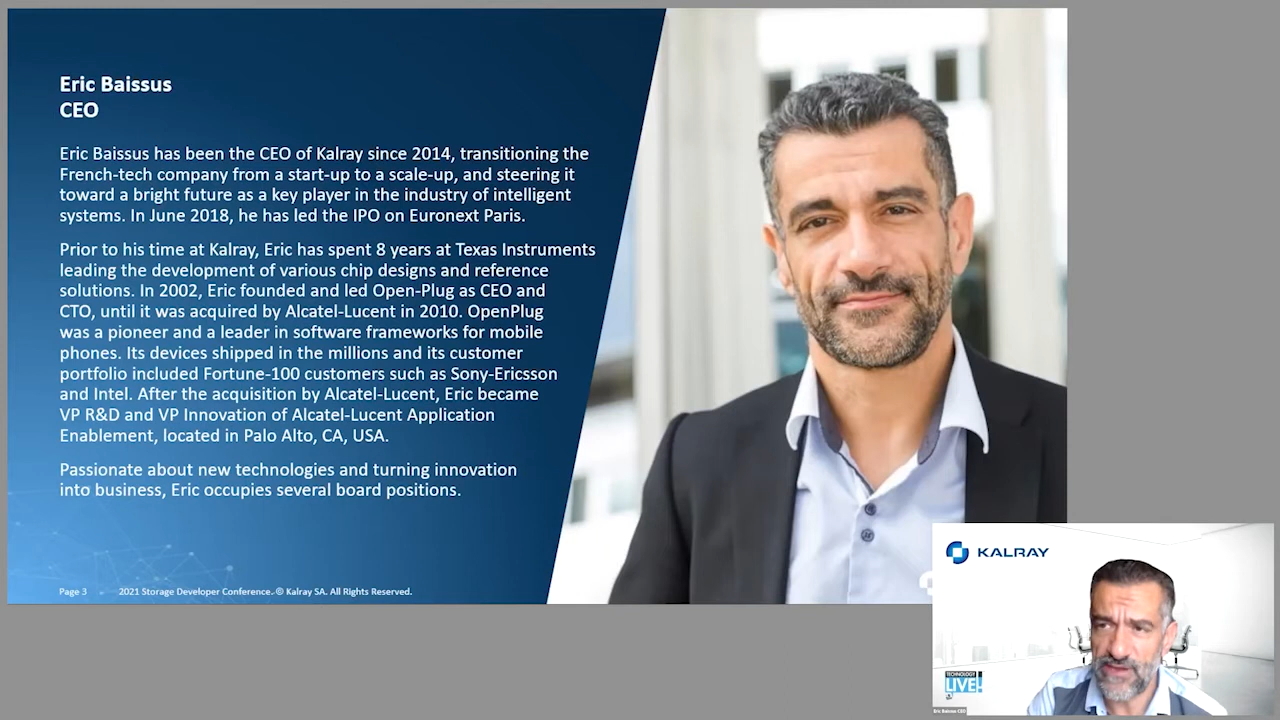 Eric Baissus
CEO
Eric Baissus has been the CEO of Kalray since 2014, transitioning the
French-tech company from a start-up to a scale-up, and steering it
toward a bright future as a key player in the industry of intelligent
systems. In June 2018, he has led the IPO on Euronext Paris.
Prior to his time at Kalray, Eric has spent 8 years at Texas Instruments
leading the development of various chip designs and reference
solutions. In 2002, Eric founded and led Open-Plug as CEO and
CTO, until it was acquired by Alcatel-Lucent in 2010. OpenPlug
was a pioneer and a leader in software frameworks for mobile
phones. Its devices shipped in the millions and its customer
portfolio included Fortune-100 customers such as Sony-Ericsson
and Intel. After the acquisition by Alcatel-Lucent, Eric became
VP R&D and VP Innovation of Alcatel-Lucent Application
Enablement, located in Palo Alto, CA, USA.
Passionate about new technologies and turning innovation
into business, Eric occupies several board positions.
Page 3 2021 Storage Developer Conference. © Kalray SA. All Rights Reserved.
KALRAY
TECHNOLOGY
LIVE!
Eric Baissus CEO